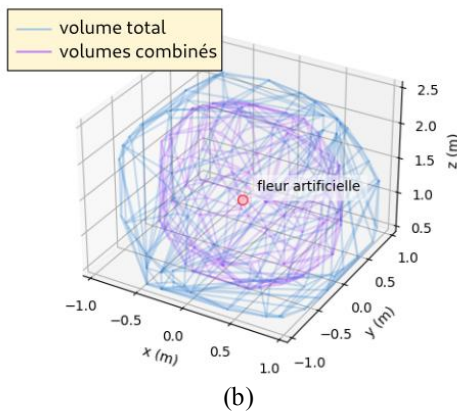 volume total
volumes combinés
fleur artificielle
2.5
2.0
1.5
1.0
0.5
z (m)
−1.0
−0.5
0.0
0.5
1.0
x (m)
−1.0
−0.5
0.0
0.5
1.0
y (m)
(b)